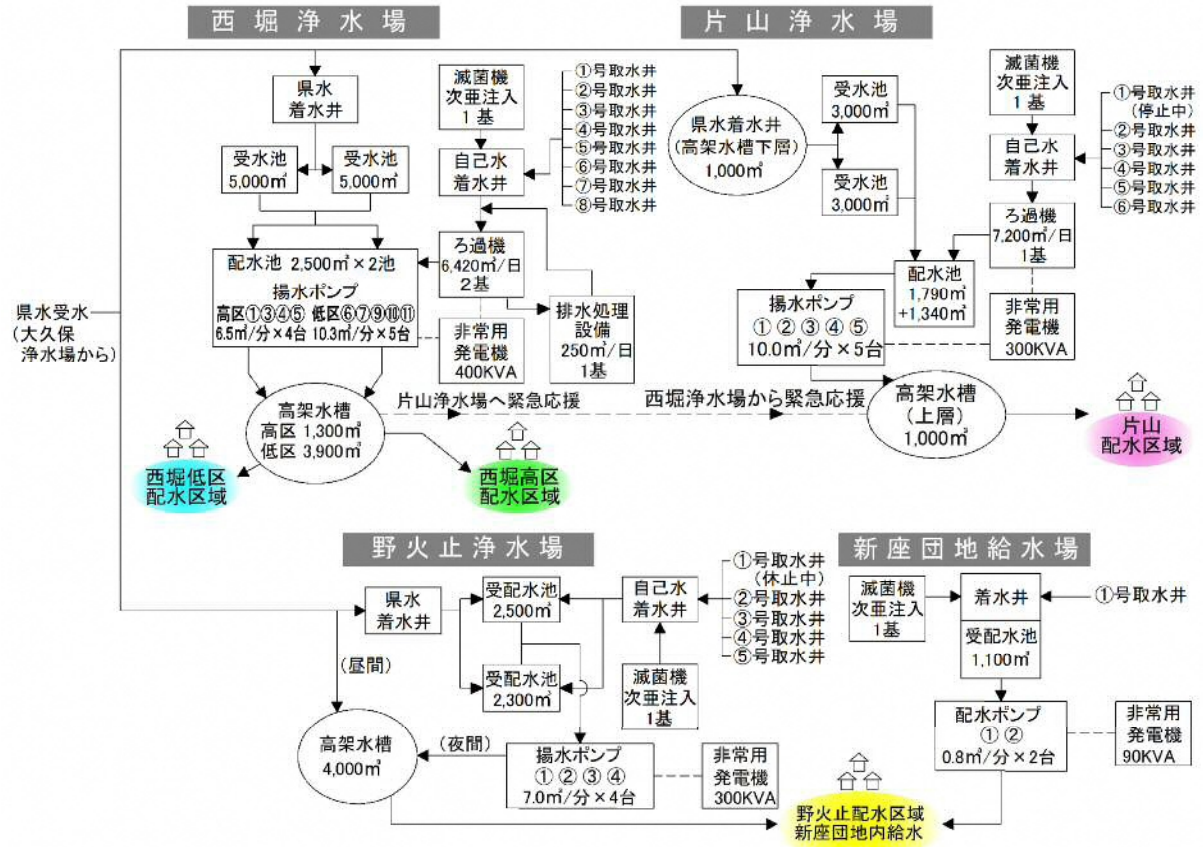 西堀浄水場
県水
着水井
受水池
5,000㎥
受水池
5,000㎥
滅菌機
次亜注入
1基
自己水
着水井
①号取水井
②号取水井
③号取水井
④号取水井
⑤号取水井
⑥号取水井
⑦号取水井
⑧号取水井
配水池 2,500㎥×2池
揚水ポンプ
高区①③④⑤ 低区⑥⑦⑨⑩⑪
6.5㎥/分×4台 10.3㎥/分×5台
ろ過機
6,420㎥/日
2基
非常用
発電機
400KVA
排水処理
設備
250㎥/日
1基
県水受水
(大久保
浄水場から)
高架水槽
高区 1,300㎥
低区 3,900㎥
片山浄水場へ緊急応援
西堀浄水場から緊急応援
西堀低区
配水区域
西堀高区
配水区域
片山浄水場
県水着水井
(高架水槽下層)
1,000㎥
受水池
3,000㎥
受水池
3,000㎥
滅菌機
次亜注入
1基
自己水
着水井
①号取水井
(停止中)
②号取水井
③号取水井
④号取水井
⑤号取水井
⑥号取水井
ろ過機
7,200㎥/日
1基
配水池
1,790㎥
+1,340㎥
揚水ポンプ
①②③④⑤
10.0㎥/分×5台
非常用
発電機
300KVA
高架水槽
(上層)
1,000㎥
片山
配水区域
野火止浄水場
県水
着水井
受配水池
2,500㎥
受配水池
2,300㎥
自己水
着水井
①号取水井
(休止中)
②号取水井
③号取水井
④号取水井
⑤号取水井
滅菌機
次亜注入
1基
(昼間)
高架水槽
4,000㎥
(夜間)
揚水ポンプ
①②③④
7.0㎥/分×4台
非常用
発電機
300KVA
新座団地給水場
滅菌機
次亜注入
1基
着水井
①号取水井
受配水池
1,100㎥
配水ポンプ
①②
0.8㎥/分×2台
非常用
発電機
90KVA
野火止配水区域
新座団地内給水